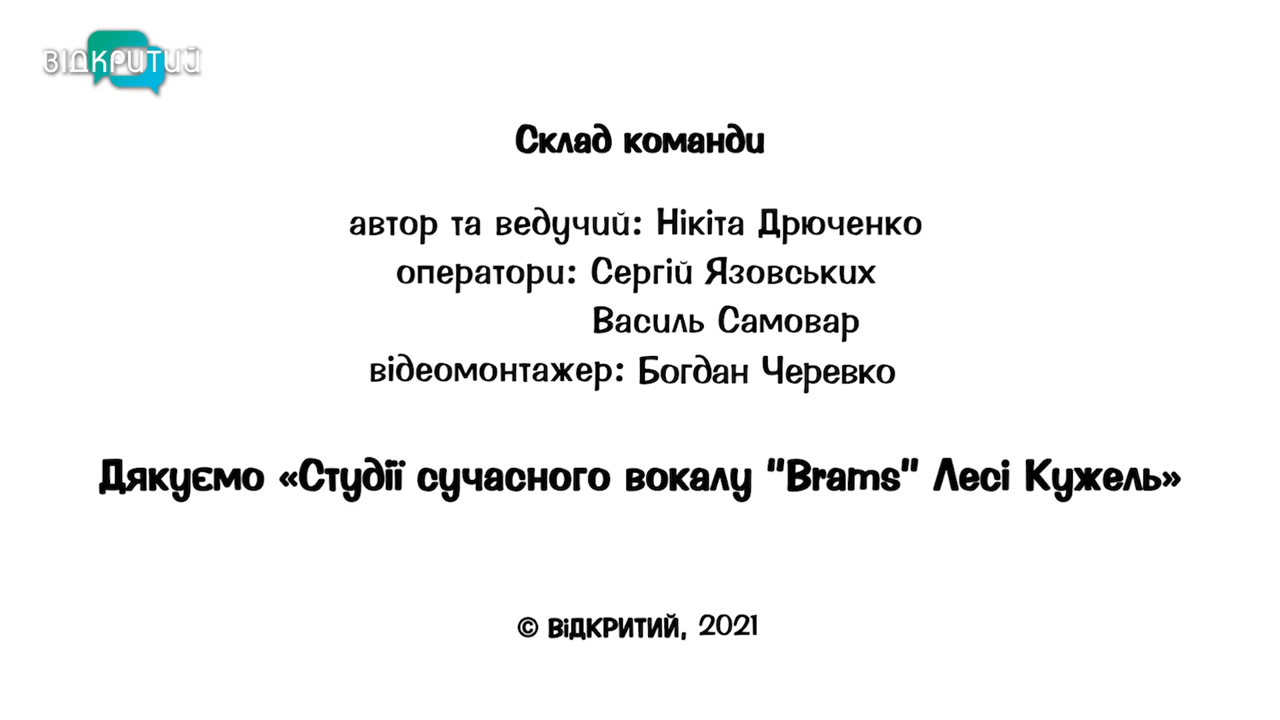 ВІДКРИТИЙ
Склад команди
автор та ведучий: Нікіта Дрюченко
оператори: Сергій Язовських
Василь Самовар
відеомонтажер: Богдан Черевко
Дякуємо «Студії сучасного вокалу "Brams" Лесі Кужель»
© ВіДКРИТИЙ, 2021